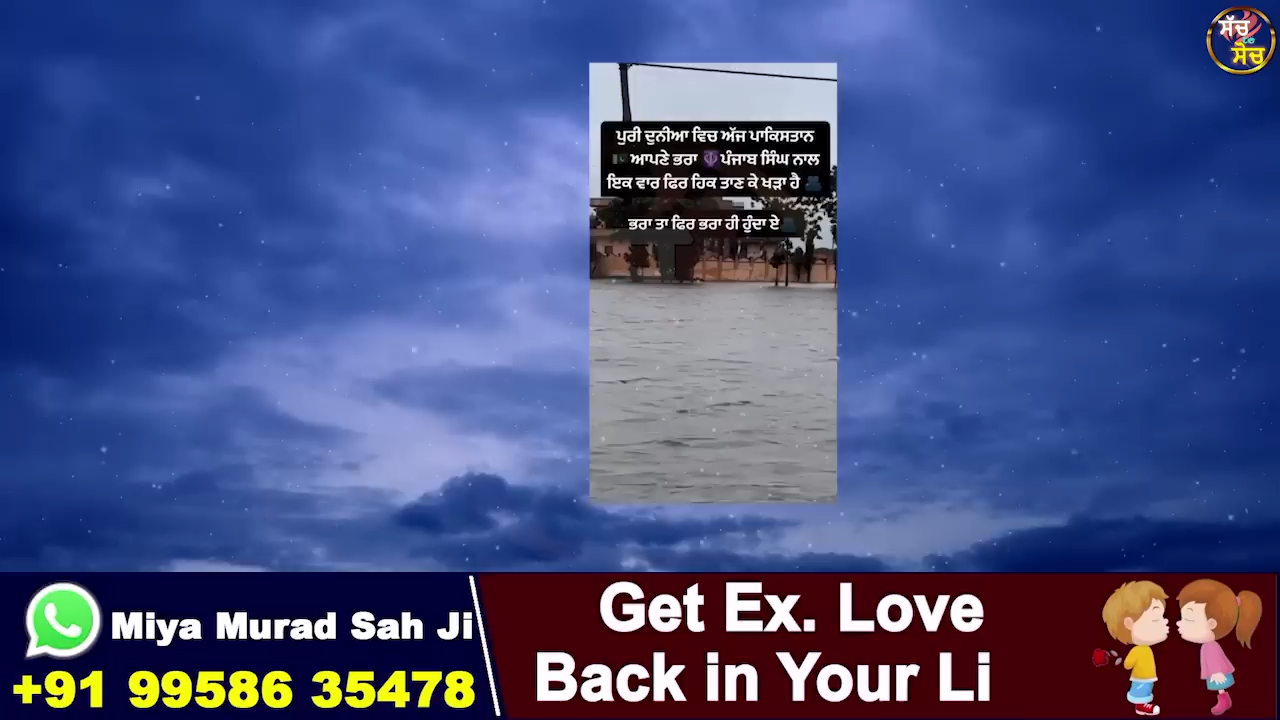 ਸੱਚ
ਤੇ
ਸੋਚ
ਪੁਰੀ ਦੁਨੀਆ ਵਿਚ ਅੱਜ ਪਾਕਿਸਤਾਨ
🇵🇰 ਆਪਣੇ ਭਰਾ ☬ ਪੰਜਾਬ ਸਿੰਘ ਨਾਲ
ਇਕ ਵਾਰ ਫਿਰ ਹਿਕ ਤਾਣ ਕੇ ਖੜਾ ਹੈ 🫂
ਭਰਾ ਤਾ ਫਿਰ ਭਰਾ ਹੀ ਹੁੰਦਾ ਏ
Miya Murad Sah Ji
+91 99586 35478
Get Ex. Love
Back in Your Li